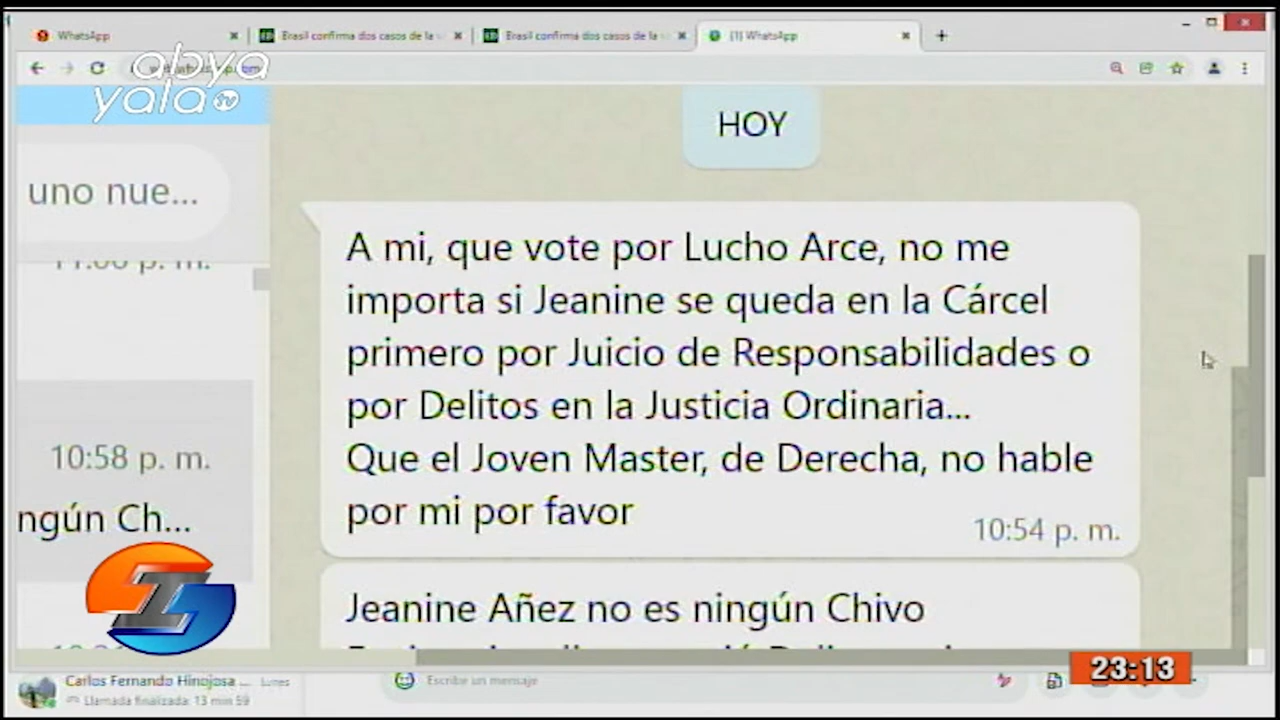 WhatsApp
Brasil confirma dos casos de la
Brasil confirma dos casos de la
(1) WhatsApp
abya
yala tv
HOY
uno nue...
A mi, que vote por Lucho Arce, no me
importa si Jeanine se queda en la Cárcel
primero por Juicio de Responsabilidades o
por Delitos en la Justicia Ordinaria...
Que el Joven Master, de Derecha, no hable
por mi por favor
10:54 p. m.
10:58 p. m.
ngún Ch...
Jeanine Añez no es ningún Chivo
23:13
Carlos Fernando Hinojosa ...
Lunes
Llamada finalizada: 13 min 59
Escribe un mensaje